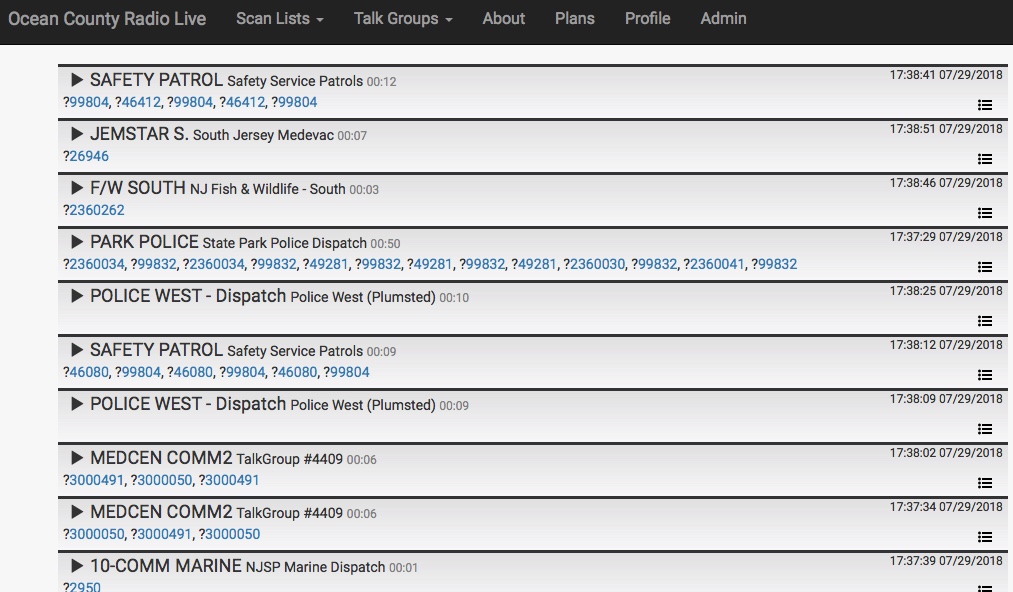 Ocean County Radio Live Scan Lists Talk Groups About Plans Profile Admin
SAFETY PATROL Safety Service Patrols 00:12 17:38:41 07/29/2018
?99804, ?46412, ?99804, ?46412, ?99804
JEMSTAR S. South Jersey Medevac 00:07 17:38:51 07/29/2018
?26946
F/W SOUTH NJ Fish & Wildlife - South 00:03 17:38:46 07/29/2018
?2360262
PARK POLICE State Park Police Dispatch 00:50 17:37:29 07/29/2018
?2360034, ?99832, ?2360034, ?99832, ?49281, ?99832, ?49281, ?99832, ?49281, ?2360030, ?99832, ?2360041, ?99832
POLICE WEST - Dispatch Police West (Plumsted) 00:10 17:38:25 07/29/2018
SAFETY PATROL Safety Service Patrols 00:09 17:38:12 07/29/2018
?46080, ?99804, ?46080, ?99804, ?46080, ?99804
POLICE WEST - Dispatch Police West (Plumsted) 00:09 17:38:09 07/29/2018
MEDCEN COMM2 TalkGroup #4409 00:06 17:38:02 07/29/2018
?3000491, ?3000050, ?3000491
MEDCEN COMM2 TalkGroup #4409 00:06 17:37:34 07/29/2018
?3000050, ?3000491, ?3000050
10-COMM MARINE NJSP Marine Dispatch 00:01 17:37:39 07/29/2018
?2950